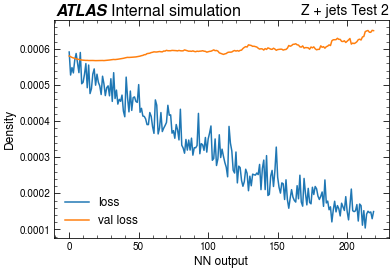 ATLAS Internal simulation
Z + jets Test 2
Density
0.0006
0.0005
0.0004
0.0003
0.0002
0.0001
loss
val loss
0
50
100
150
200
NN output